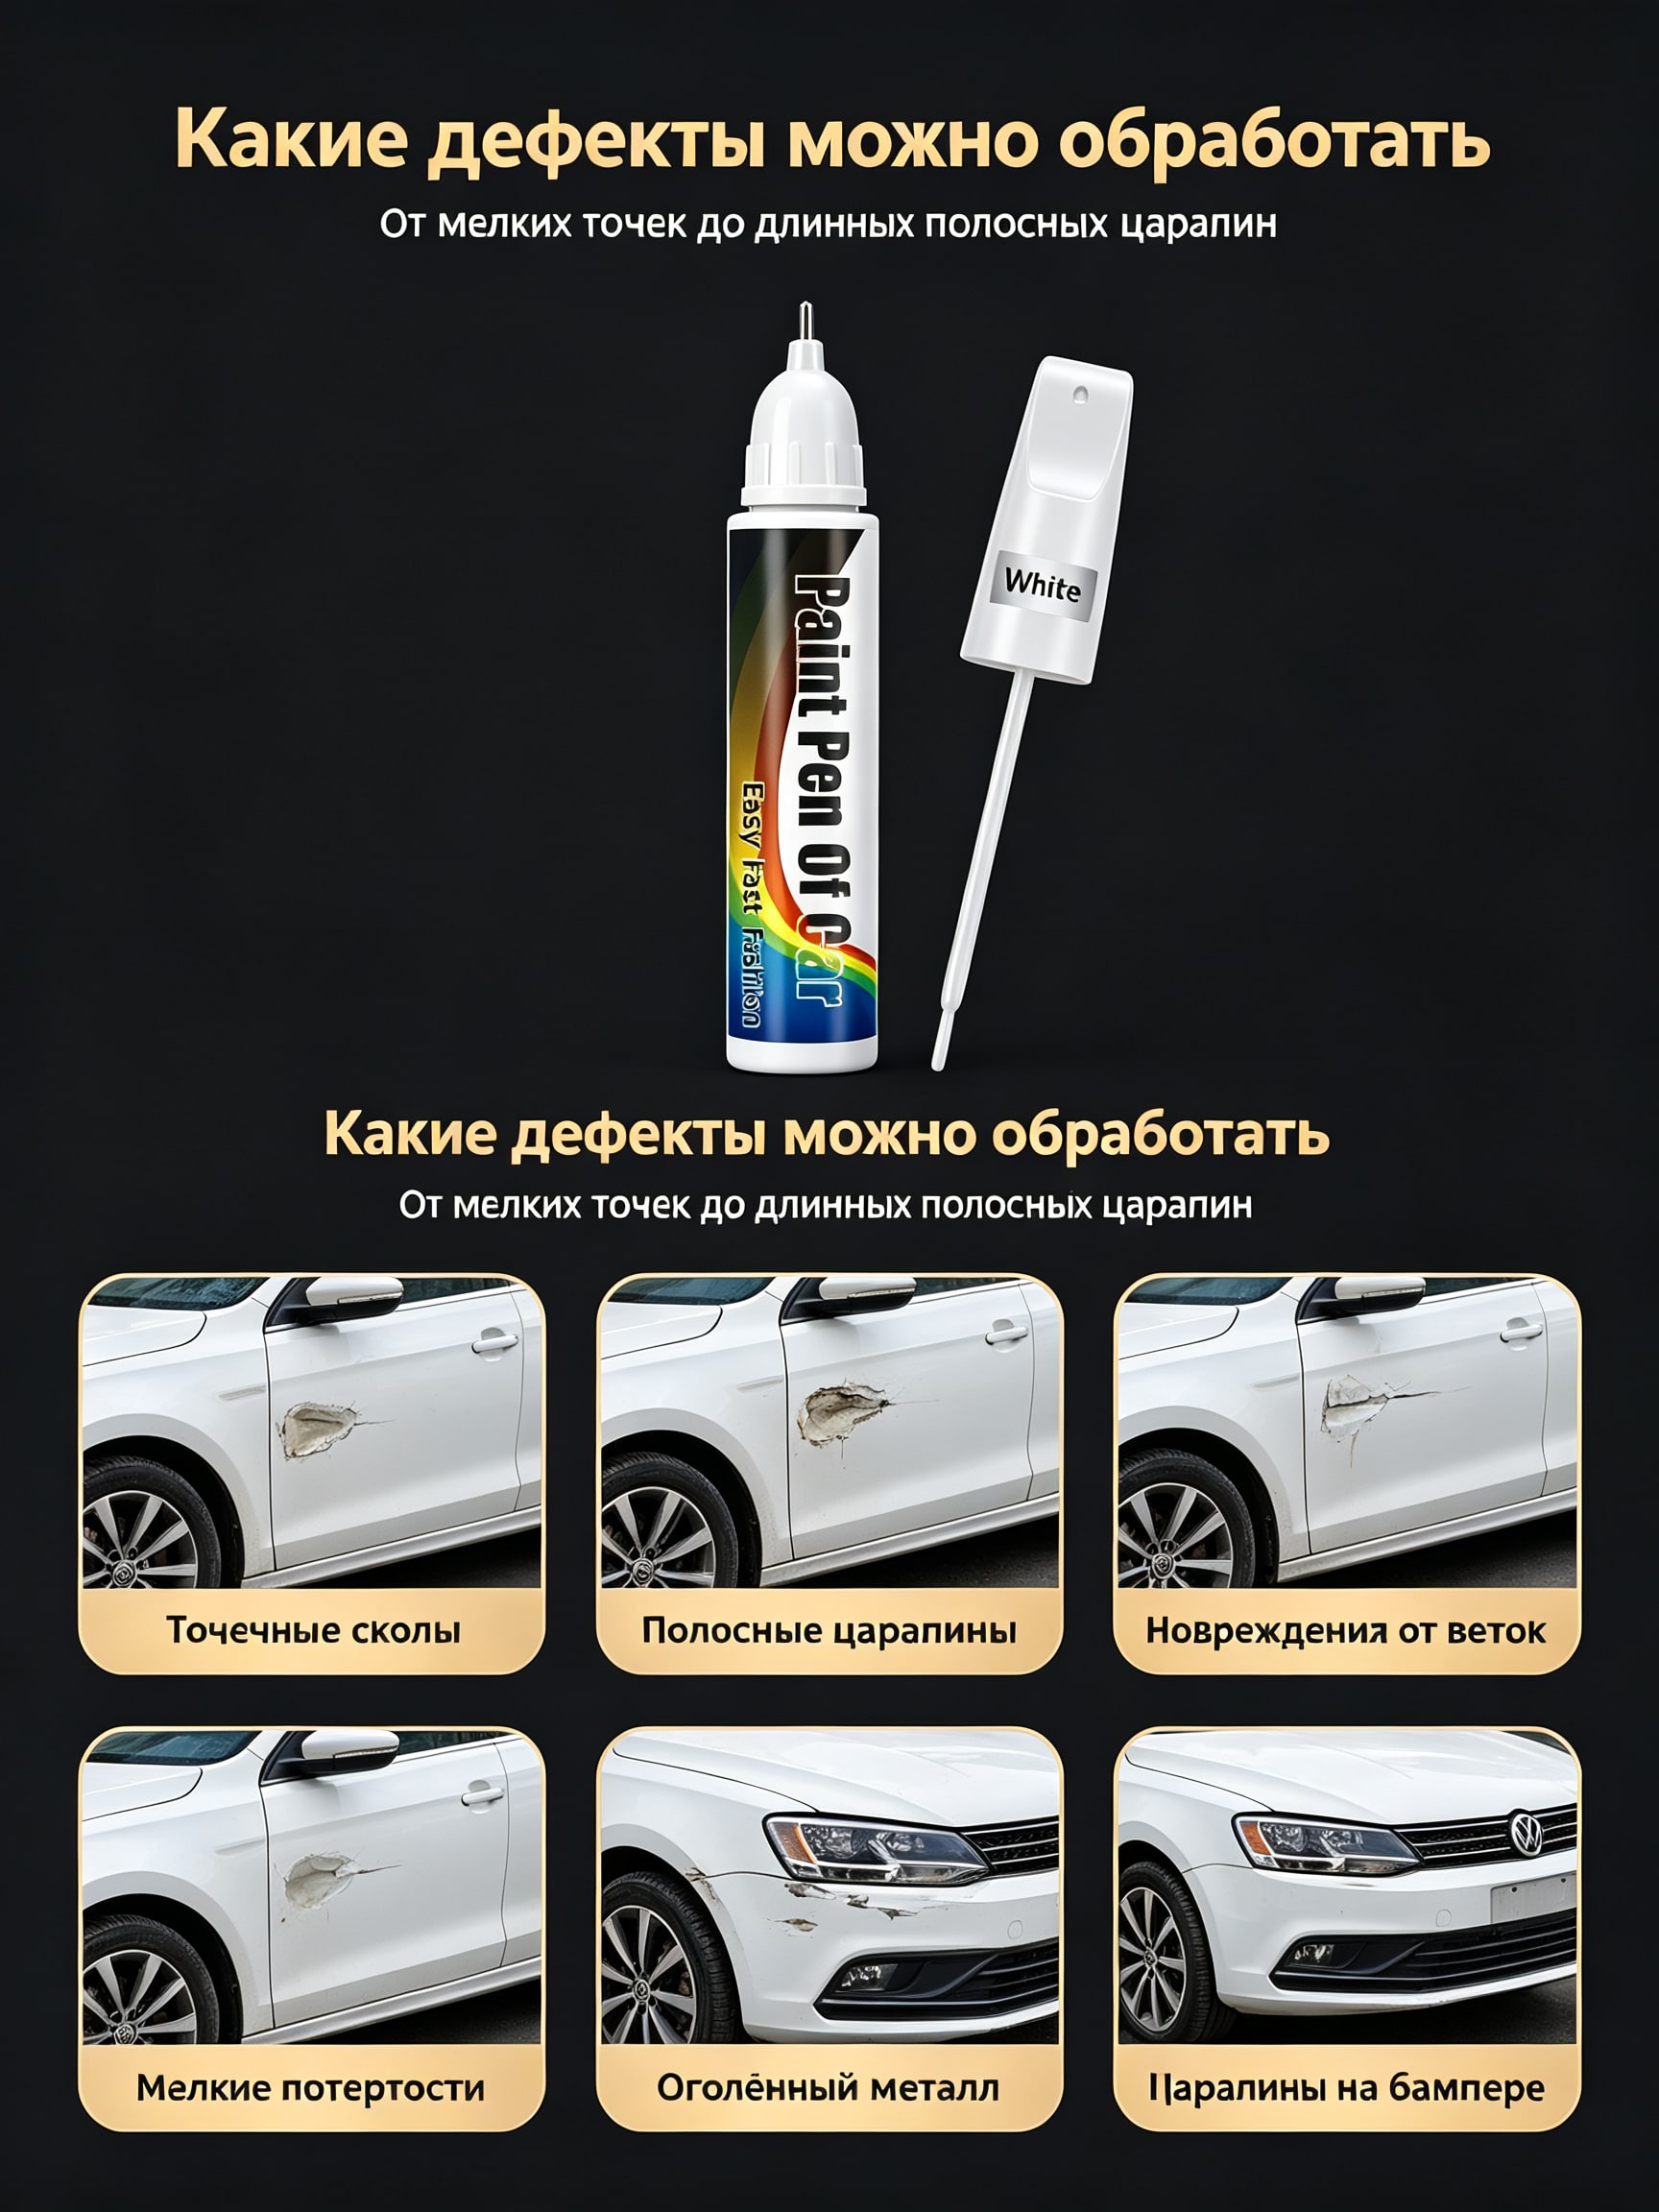 Какие дефекты можно обработать
От мелких точек до длинных полосных царапин
Paint Pen Of Car
Easy Fast Fashion
White
Какие дефекты можно обработать
От мелких точек до длинных полосных царапин
Точечные сколы
Полосные царапины
Новреждения от веток
Мелкие потертости
Оголённый металл
Царапины на бампере